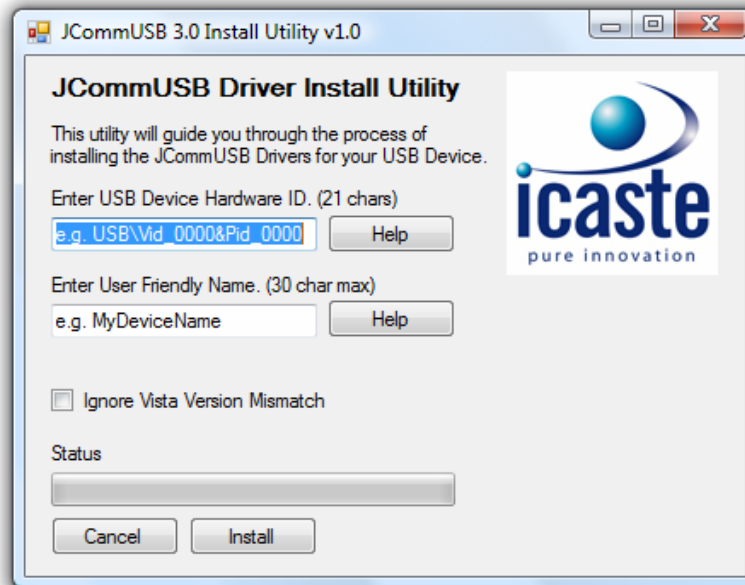 JCommUSB 3.0 Install Utility v1.0
JCommUSB Driver Install Utility
This utility will guide you through the process of
installing the JCommUSB Drivers for your USB Device.
Enter USB Device Hardware ID. (21 chars)
e.g. USB\Vid_0000&Pid_0000
Help
Enter User Friendly Name. (30 char max)
e.g. MyDeviceName
Help
Ignore Vista Version Mismatch
Status
Cancel
Install
icaste
pure innovation